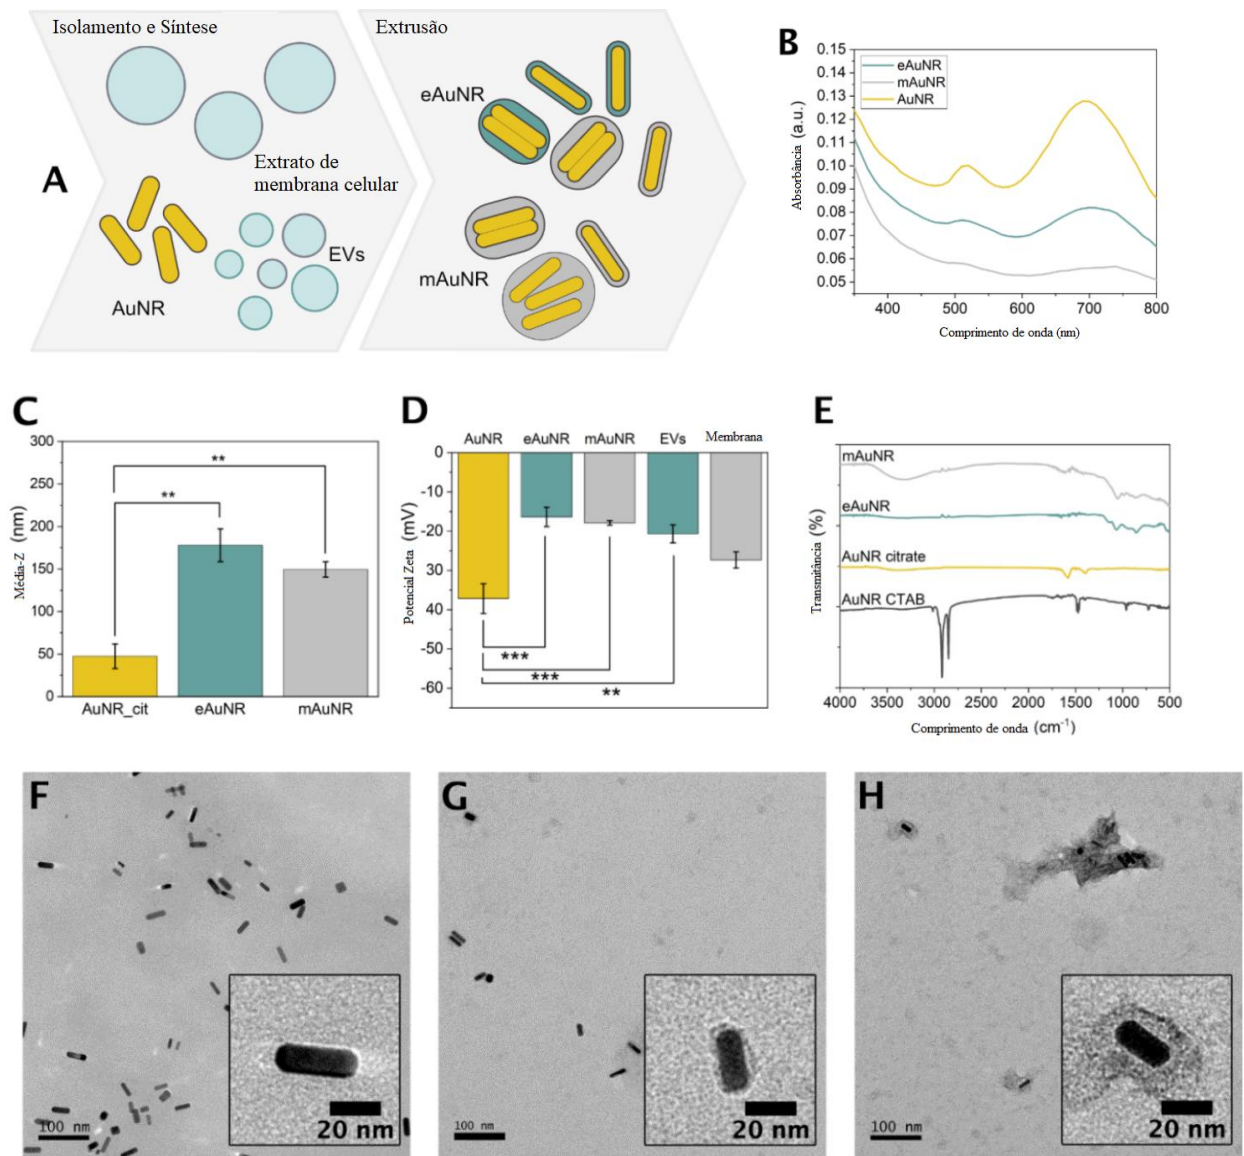 Isolamento e Síntese
Extrusão
A
Extrato de
membrana celular
AuNR
EVs
eAuNR
mAuNR
B
0.15
0.14
0.13
0.12
0.11
0.10
0.09
0.08
0.07
0.06
0.05
Absorbância (a.u.)
eAuNR
mAuNR
AuNR
400
500
600
700
800
Comprimento de onda (nm)
C
300
250
200
150
100
50
0
Média-Z (nm)
**
**
AuNR_cit
eAuNR
mAuNR
D
AuNR
eAuNR
mAuNR
EVs
Membrana
0
-10
-20
30
40
-50
-60
Potencial Zeta (mV)
***
***
**
E
Transmitância (%)
mAuNR
eAuNR
AuNR citrate
AuNR CTAB
4000
3500
3000
2500
2000
1500
1000
500
Comprimento de onda (cm-1)
F
100 nm
20 nm
G
100 nm
20 nm
H
100 nm
20 nm